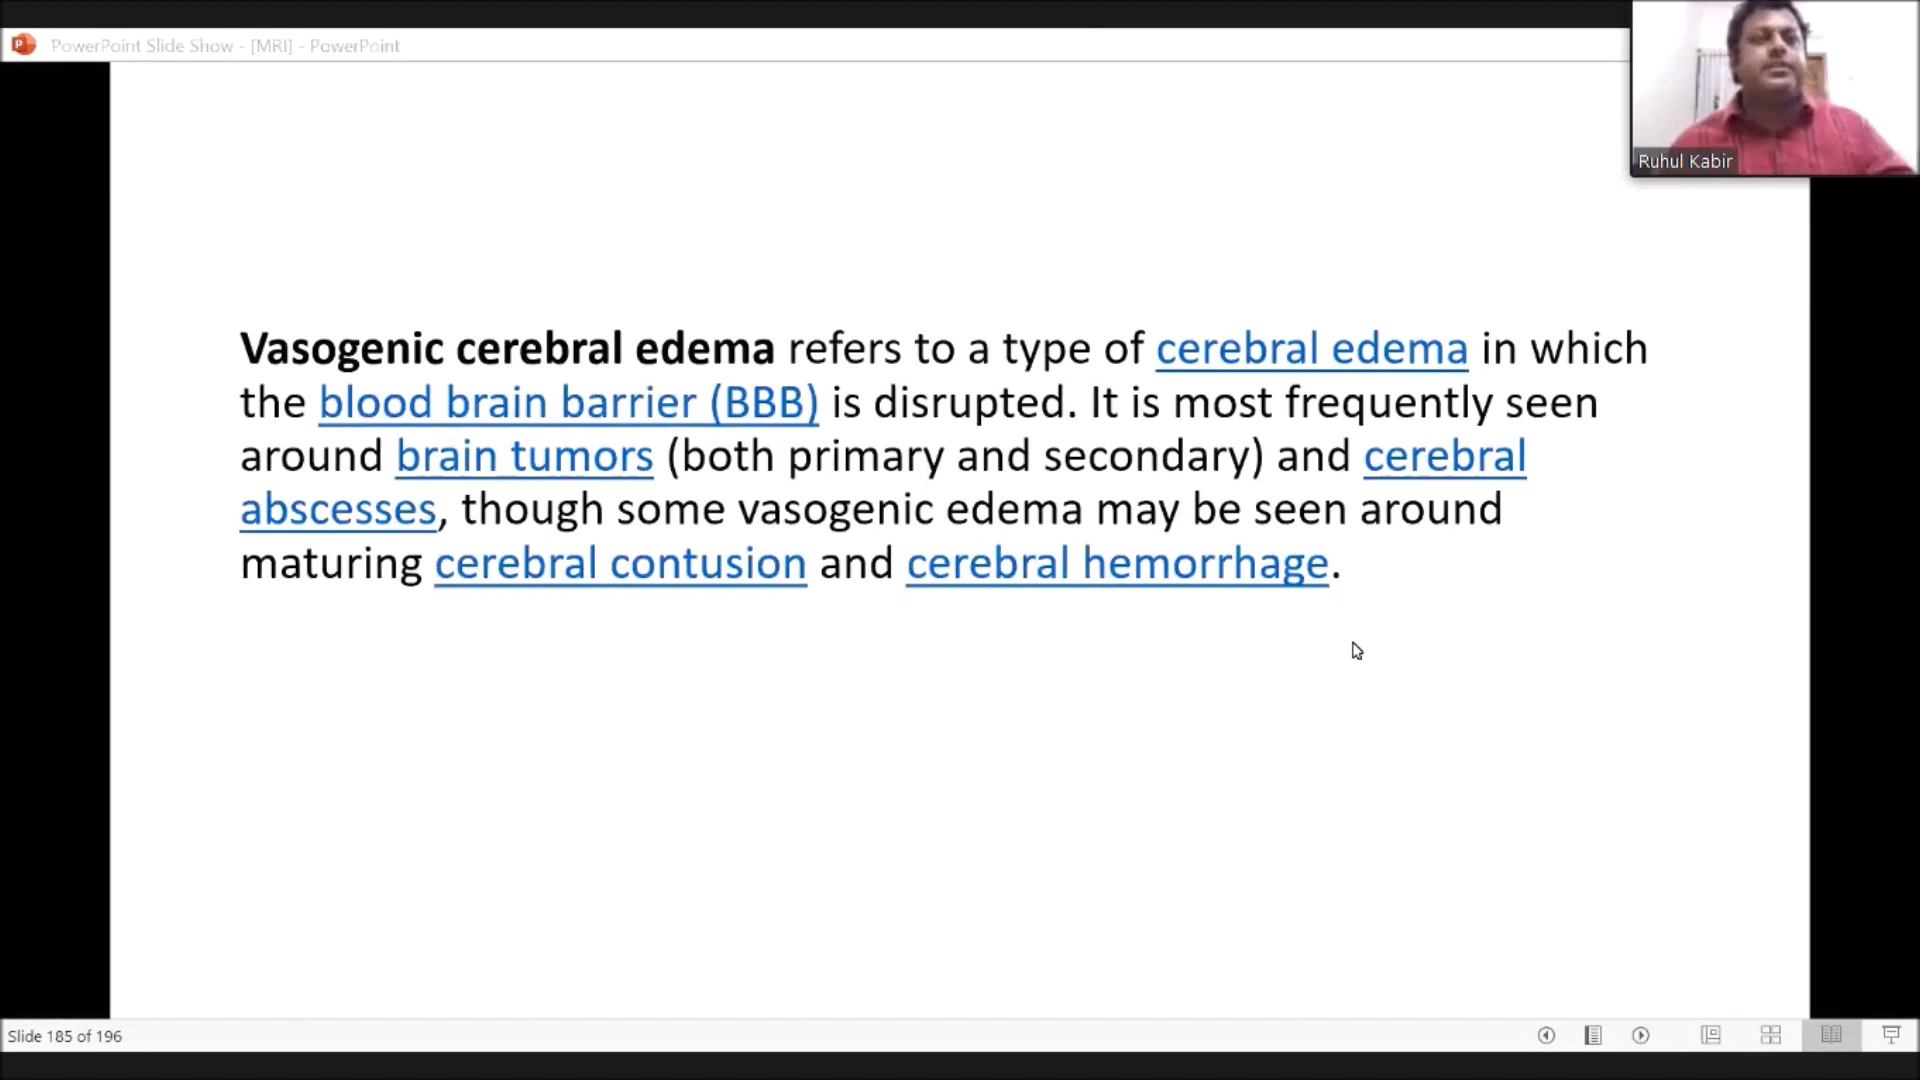 PowerPoint Slide Show - [MRI] - PowerPoint
Ruhul Kabir
Vasogenic cerebral edema refers to a type of cerebral edema in which
the blood brain barrier (BBB) is disrupted. It is most frequently seen
around brain tumors (both primary and secondary) and cerebral
abscesses, though some vasogenic edema may be seen around
maturing cerebral contusion and cerebral hemorrhage.
Slide 185 of 196